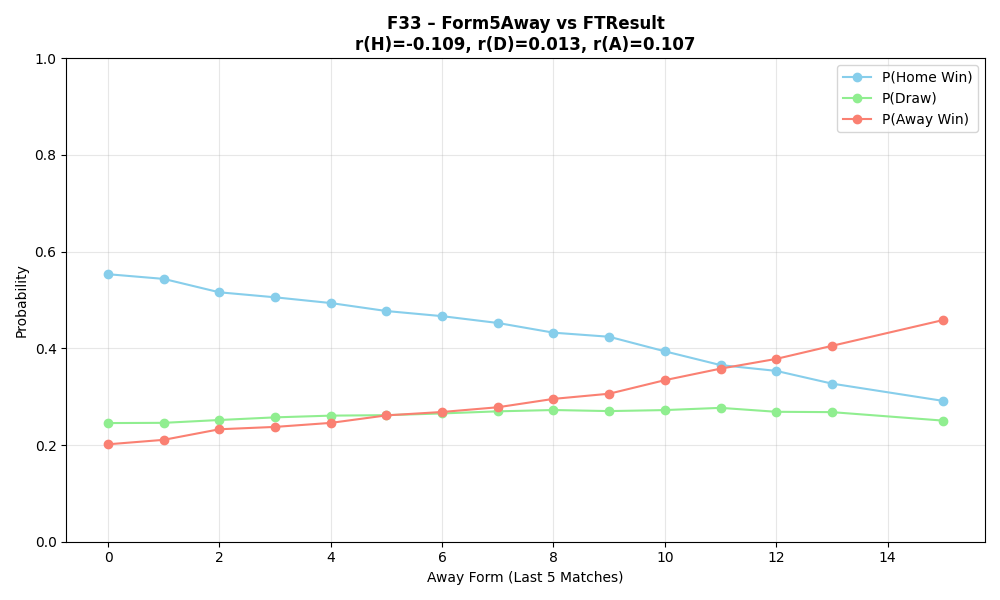 F33 – Form5Away vs FTResult
r(H)=-0.109, r(D)=0.013, r(A)=0.107
1.0
0.8
0.6
0.4
0.2
0.0
Probability
P(Home Win)
P(Draw)
P(Away Win)
0 2 4 6 8 10 12 14
Away Form (Last 5 Matches)